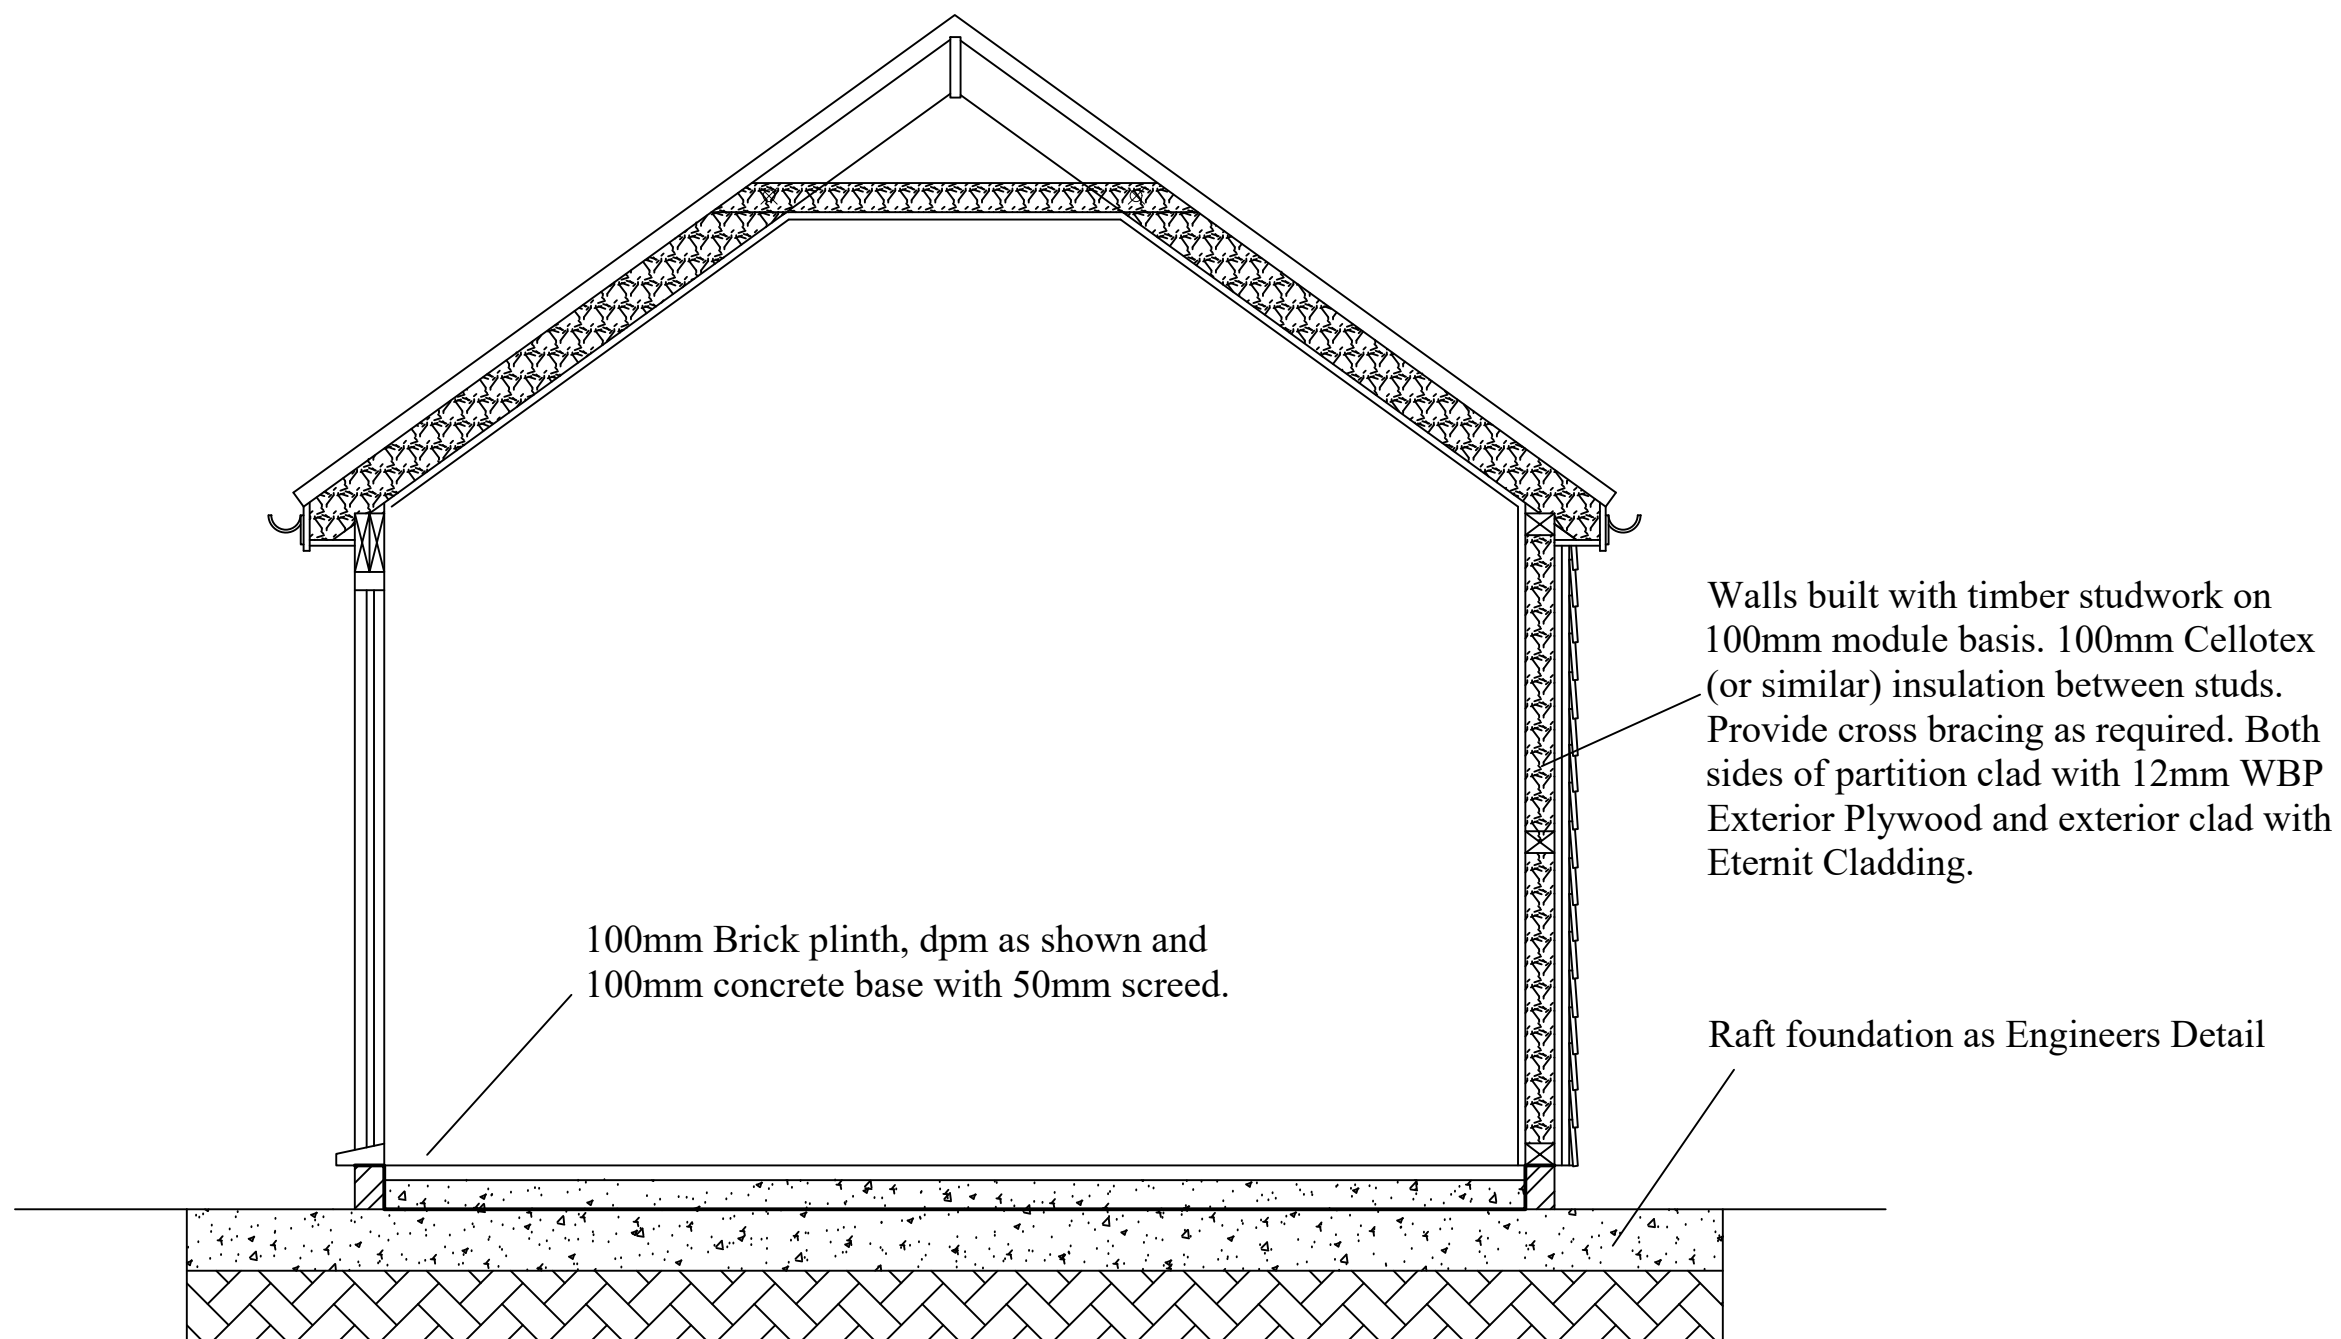 Walls built with timber studwork on
100mm module basis. 100mm Cellotex
(or similar) insulation between studs.
Provide cross bracing as required. Both
sides of partition clad with 12mm WBP
Exterior Plywood and exterior clad with
Eternit Cladding.
100mm Brick plinth, dpm as shown and
100mm concrete base with 50mm screed.
Raft foundation as Engineers Detail